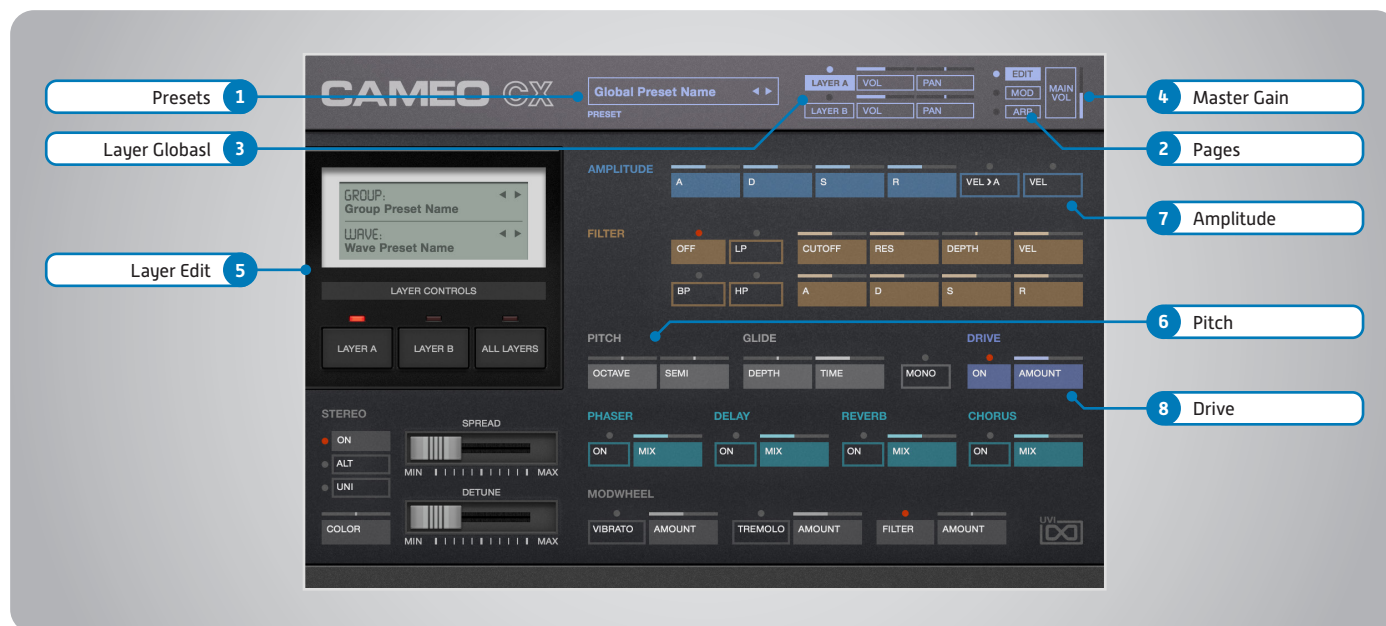 CAMEO CX
Global Preset Name
PRESET
LAYER A VOL PAN
LAYER B VOL PAN
EDIT
MOD
ARP
MAIN VOL
Presets 1
Layer Globasl 3
Layer Edit 5
4 Master Gain
2 Pages
7 Amplitude
6 Pitch
8 Drive
GROUP:
Group Preset Name
WAVE:
Wave Preset Name
LAYER CONTROLS
LAYER A LAYER B ALL LAYERS
AMPLITUDE
A D S R VEL ❯ A VEL
FILTER
OFF LP CUTOFF RES DEPTH VEL
BP HP A D S R
PITCH GLIDE DRIVE
OCTAVE SEMI DEPTH TIME MONO ON AMOUNT
STEREO
ON
ALT
UNI
COLOR
SPREAD
MIN MAX
DETUNE
MIN MAX
PHASER DELAY REVERB CHORUS
ON MIX ON MIX ON MIX ON MIX
MODWHEEL
VIBRATO AMOUNT TREMOLO AMOUNT FILTER AMOUNT
UVI